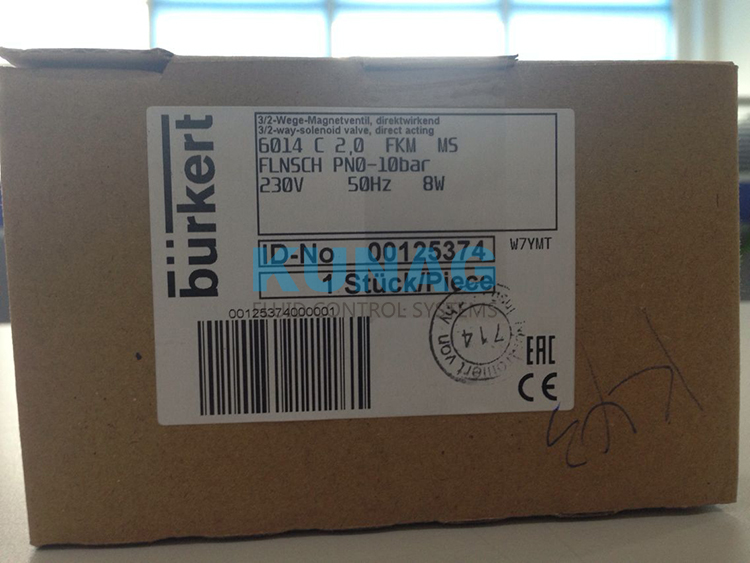 bürkert
3/2-Wege-Magnetventil, direktwirkend
3/2-way-solenoid valve, direct acting
6014 C 2,0 FKM MS
FLNSCH PN0-10bar
230V 50Hz 8W
ID-No 00125374
W7YMT
1 Stück/Piece
KUNAG
FLUID CONTROL SYSTEMS
00125374000001
714
EAC
CE